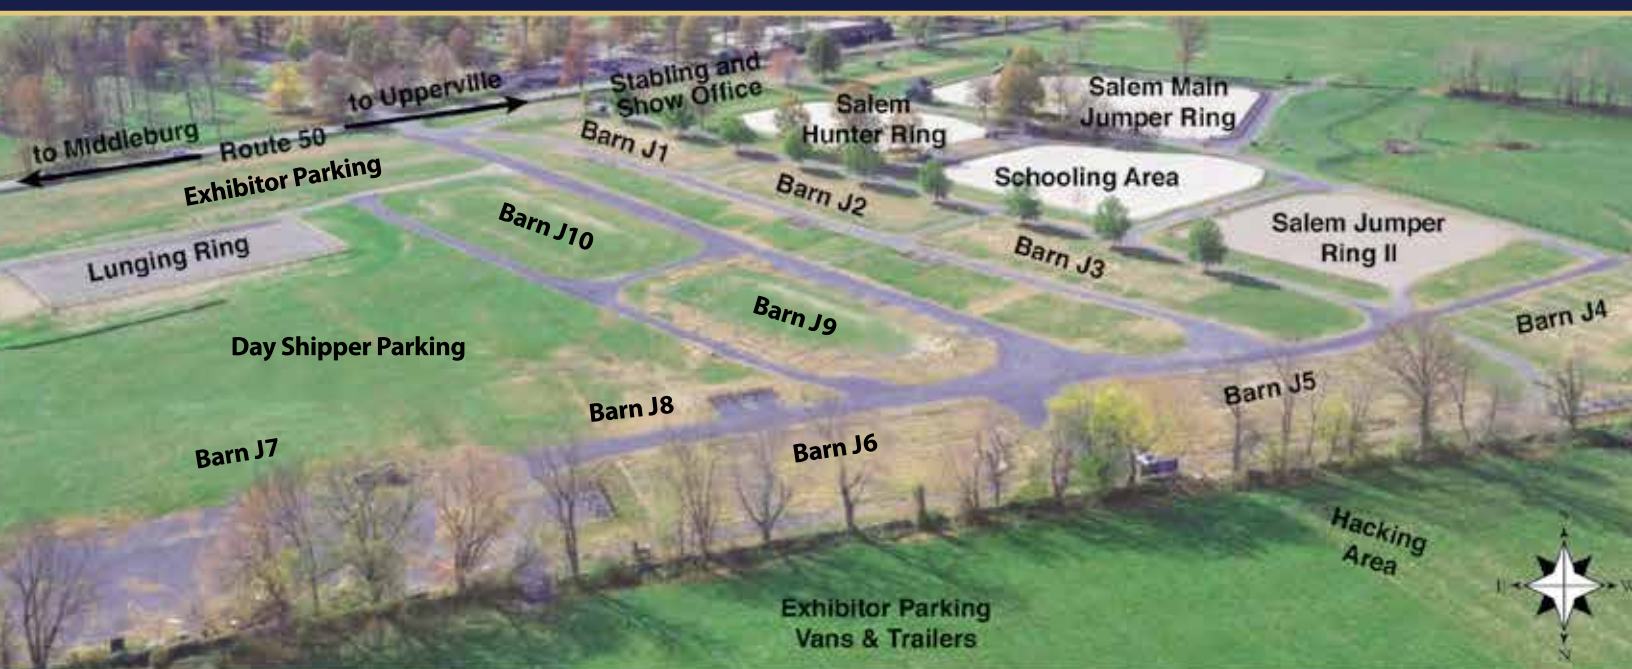 to Upperville
to Middleburg
Route 50
Exhibitor Parking
Stabling and
Show Office
Salem
Hunter Ring
Salem Main
Jumper Ring
Barn J1
Barn J2
Schooling Area
Barn J3
Salem Jumper
Ring II
Lunging Ring
Barn J10
Barn J9
Barn J4
Day Shipper Parking
Barn J8
Barn J5
Barn J7
Barn J6
Hacking
Area
Exhibitor Parking
Vans & Trailers
W